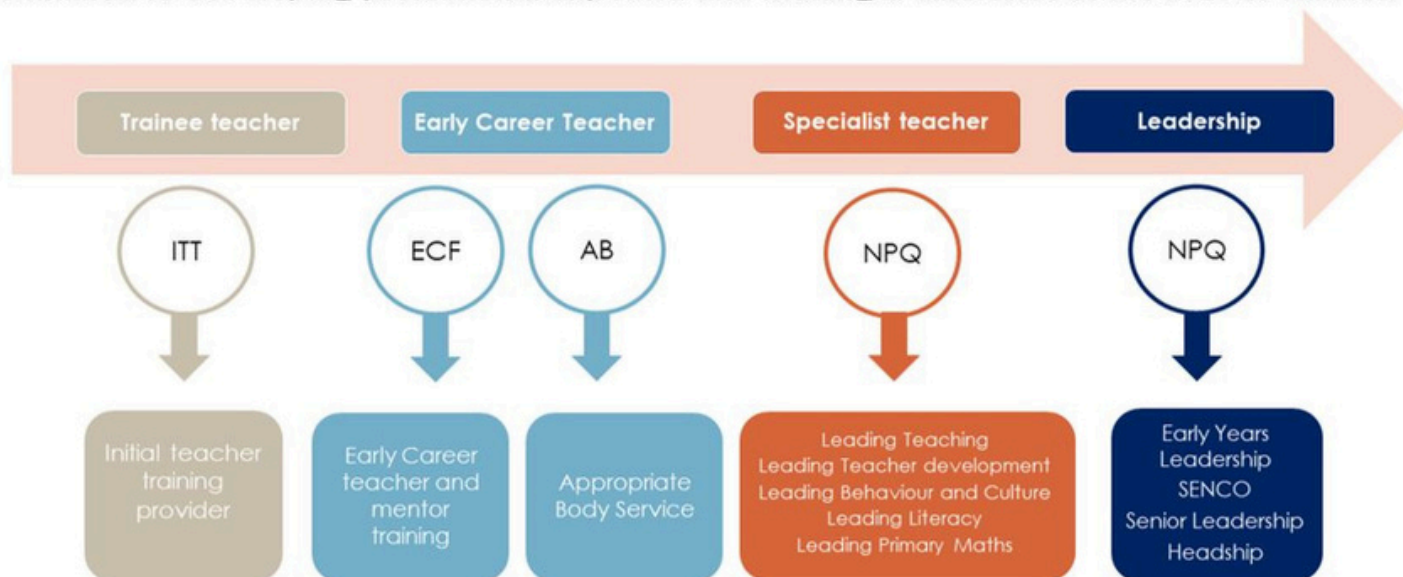 Trainee teacher
Early Career Teacher
Specialist teacher
Leadership
ITT
ECF
AB
NPQ
NPQ
Initial teacher
training
provider
Early Career
teacher and
mentor
training
Appropriate
Body Service
Leading Teaching
Leading Teacher development
Leading Behaviour and Culture
Leading Literacy
Leading Primary Maths
Early Years
Leadership
SENCO
Senior Leadership
Headship